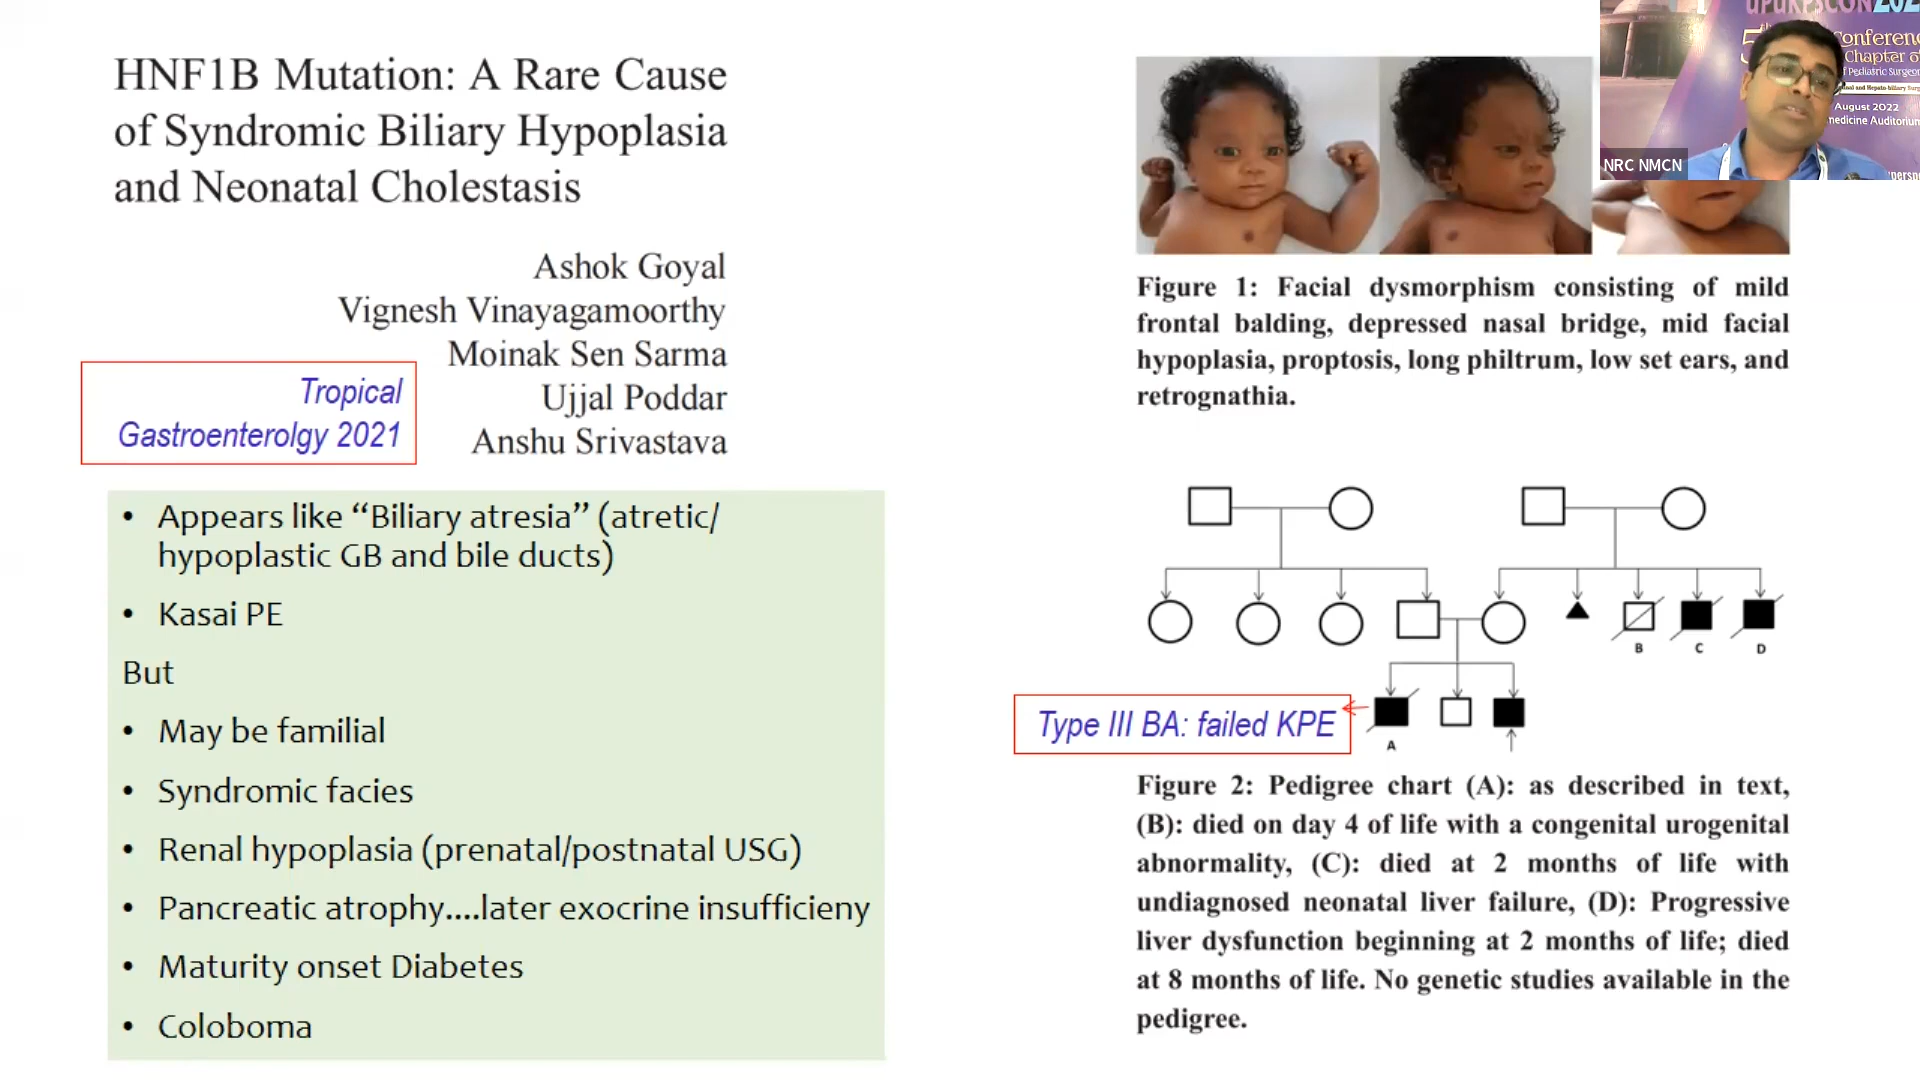 HNF1B Mutation: A Rare Cause
of Syndromic Biliary Hypoplasia
and Neonatal Cholestasis
Ashok Goyal
Vignesh Vinayagamoorthy
Moinak Sen Sarma
Ujjal Poddar
Anshu Srivastava
Tropical
Gastroenterolgy 2021
• Appears like “Biliary atresia” (atretic/
hypoplastic GB and bile ducts)
• Kasai PE
But
• May be familial
• Syndromic facies
• Renal hypoplasia (prenatal/postnatal USG)
• Pancreatic atrophy....later exocrine insufficieny
• Maturity onset Diabetes
• Coloboma
Conferenc
Chapter of
Pediatric Surgeon
August 2022
medicine Auditorium
NRC NMCN
Figure 1: Facial dysmorphism consisting of mild
frontal balding, depressed nasal bridge, mid facial
hypoplasia, proptosis, long philtrum, low set ears, and
retrognathia.
B
C
D
Type III BA: failed KPE
A
Figure 2: Pedigree chart (A): as described in text,
(B): died on day 4 of life with a congenital urogenital
abnormality, (C): died at 2 months of life with
undiagnosed neonatal liver failure, (D): Progressive
liver dysfunction beginning at 2 months of life; died
at 8 months of life. No genetic studies available in the
pedigree.